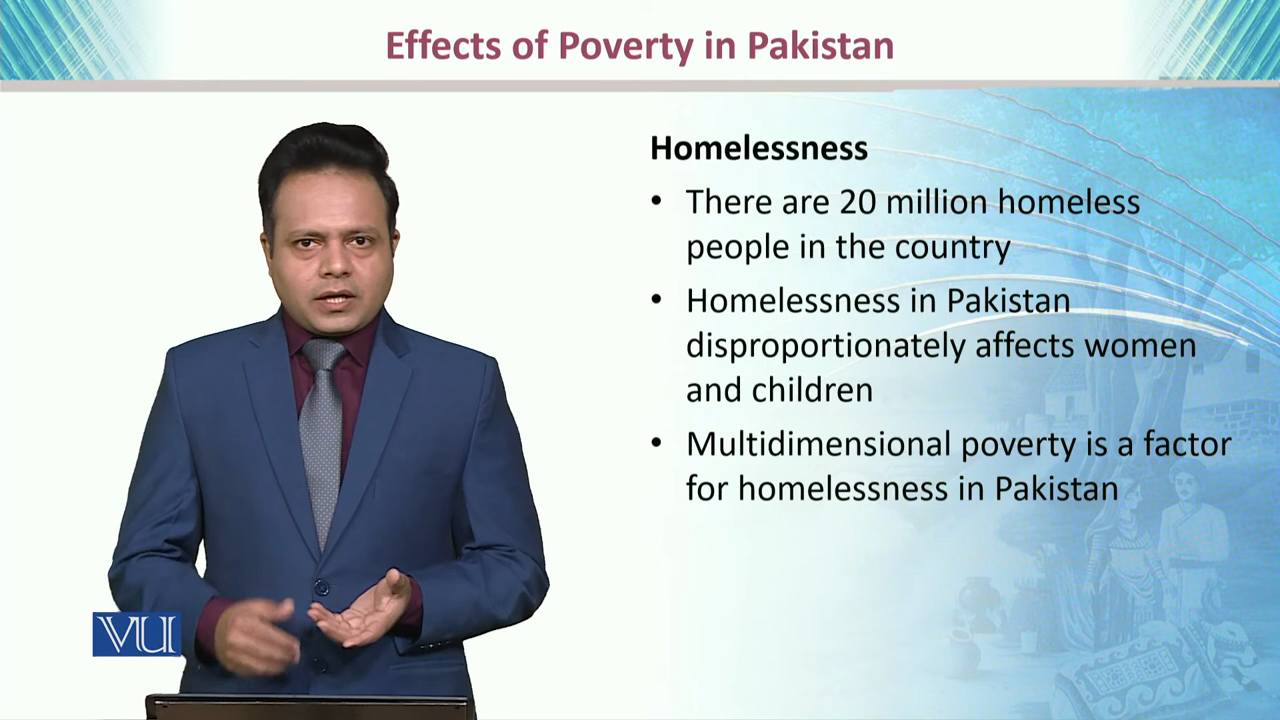 Effects of Poverty in Pakistan
Homelessness
• There are 20 million homeless
people in the country
• Homelessness in Pakistan
disproportionately affects women
and children
• Multidimensional poverty is a factor
for homelessness in Pakistan
VU